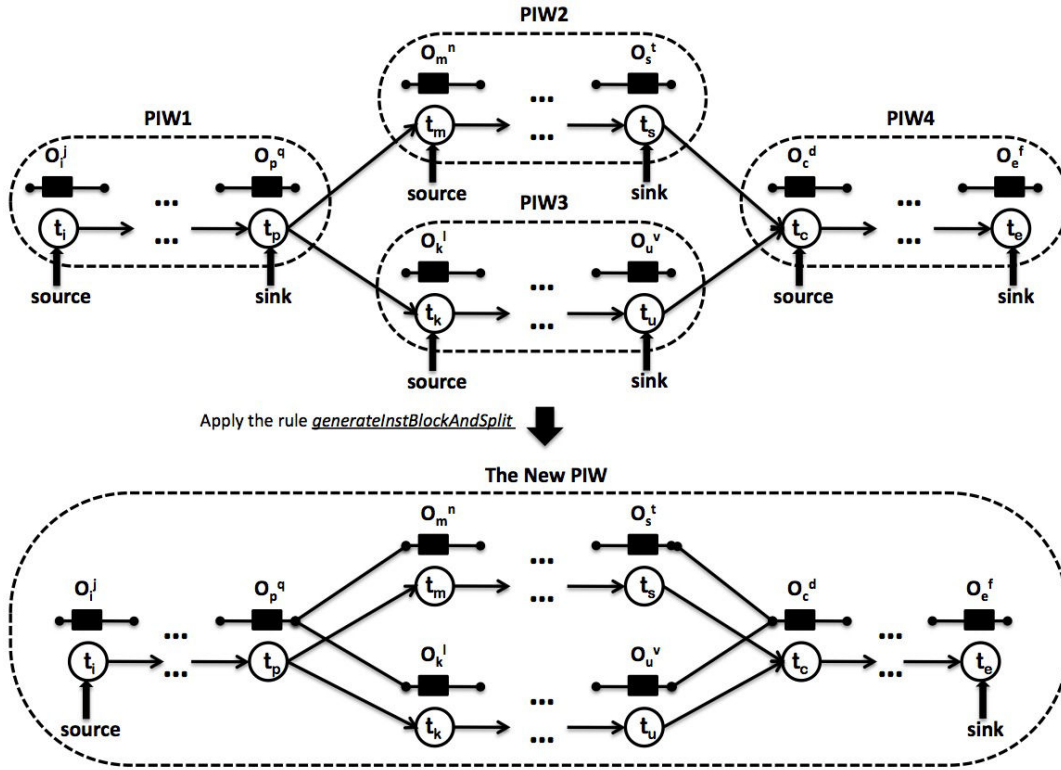 PIW2
O_m^n O_s^t
... ...
t_m t_s
source sink
PIW1
O_i^j O_p^q
... ...
t_i t_p
source sink
PIW3
O_k^l O_u^v
... ...
t_k t_u
source sink
PIW4
O_c^d O_e^f
... ...
t_c t_e
source sink
Apply the rule generateInstBlockAndSplit
The New PIW
O_m^n O_s^t
... ...
t_m t_s
O_i^j O_p^q
... ...
t_i t_p
source
O_k^l O_u^v
... ...
t_k t_u
O_c^d O_e^f
... ...
t_c t_e
sink